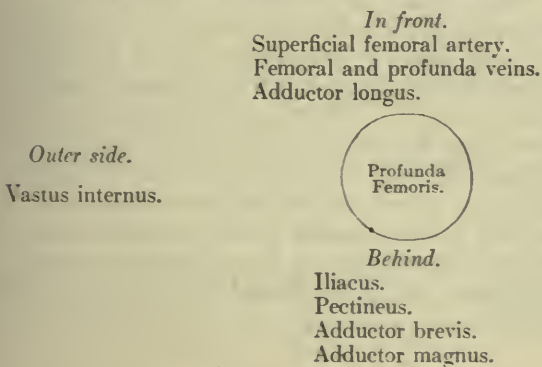 In front.
Superficial femoral artery.
Femoral and profunda veins.
Adductor longus.
Outer side.
Vastus internus.
Profunda
Femoris.
Behind.
Iliacus.
Pectineus.
Adductor brevis.
Adductor magnus.